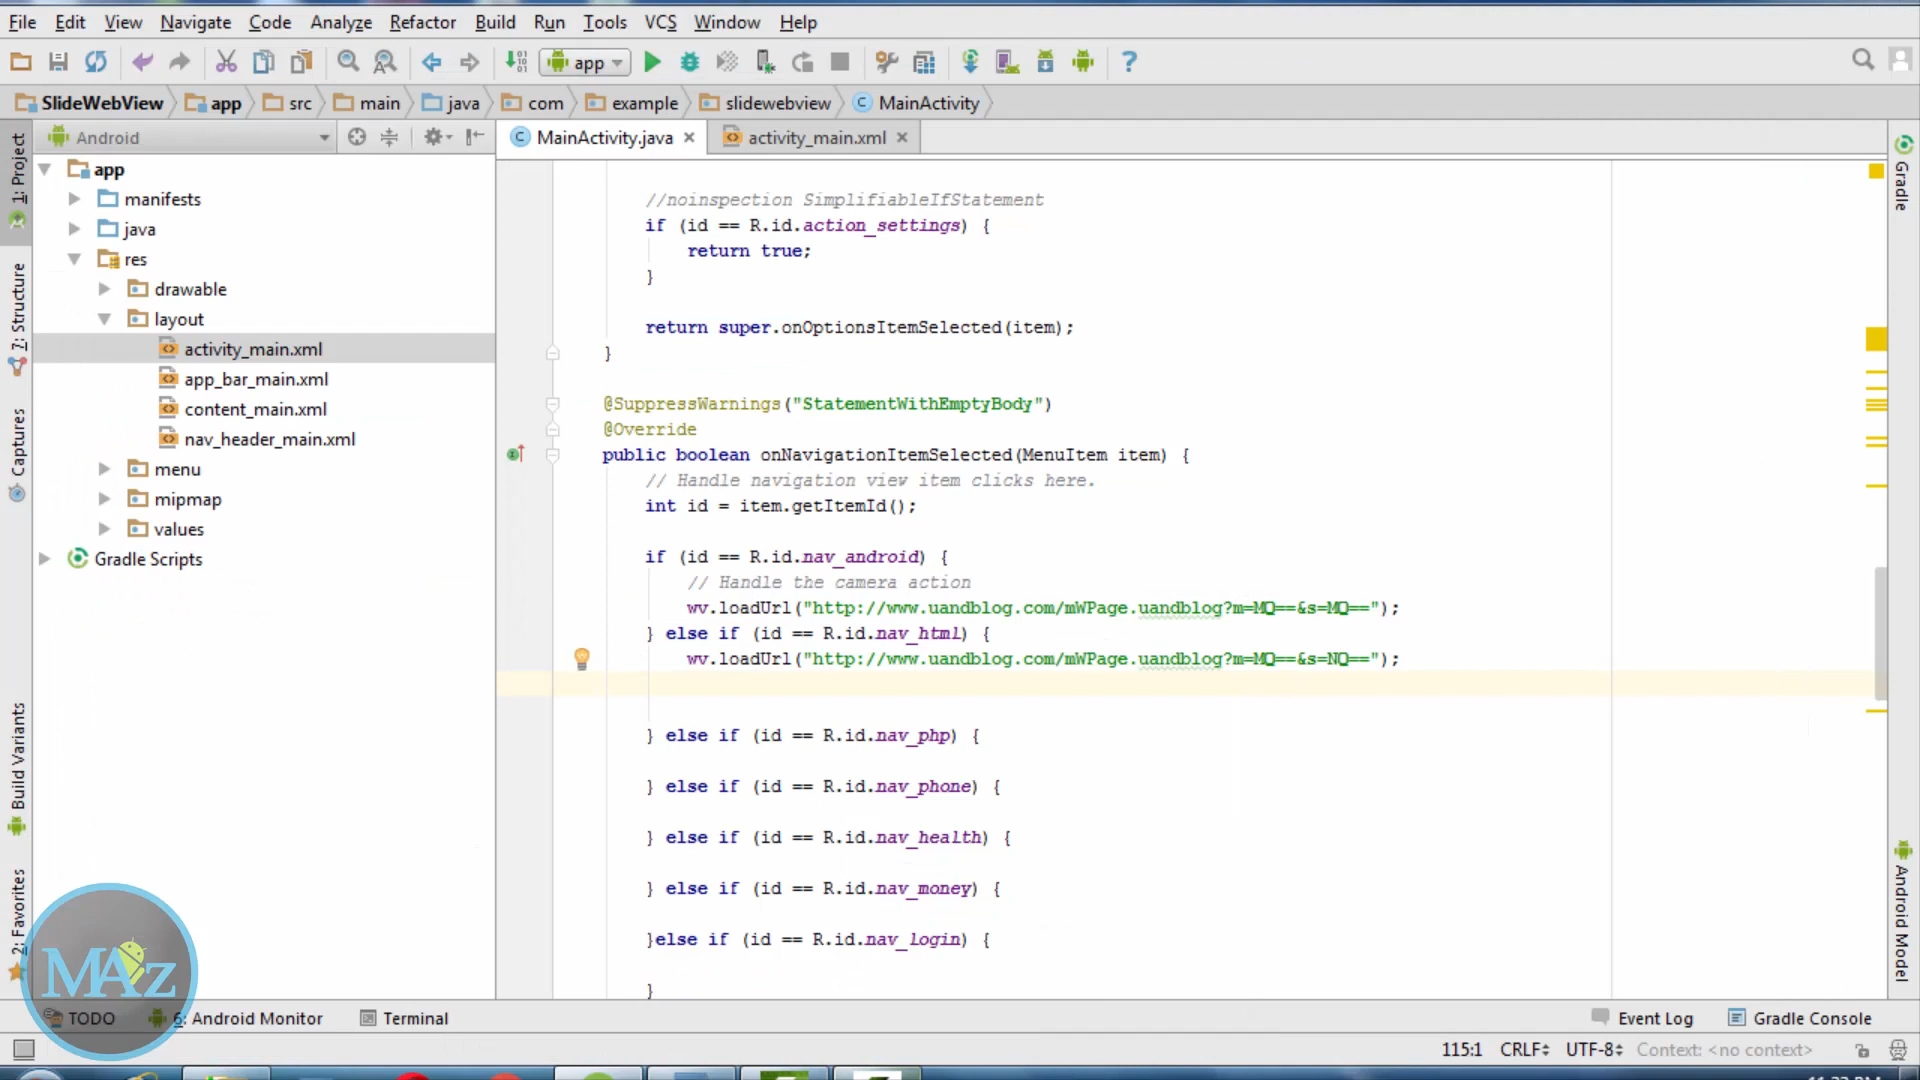 File Edit View Navigate Code Analyze Refactor Build Run Tools VCS Window Help
app
SlideWebView app src main java com example slidewebview MainActivity
Android
MainActivity.java activity_main.xml
1: Project
7: Structure
Captures
Build Variants
2: Favorites
app
manifests
java
res
drawable
layout
activity_main.xml
app_bar_main.xml
content_main.xml
nav_header_main.xml
menu
mipmap
values
Gradle Scripts
//noinspection SimplifiableIfStatement
if (id == R.id.action_settings) {
return true;
}
return super.onOptionsItemSelected(item);
}
@SuppressWarnings("StatementWithEmptyBody")
@Override
public boolean onNavigationItemSelected(MenuItem item) {
// Handle navigation view item clicks here.
int id = item.getItemId();
if (id == R.id.nav_android) {
// Handle the camera action
wv.loadUrl("http://www.uandblog.com/mWPage.uandblog?m=MQ==&s=MQ==");
} else if (id == R.id.nav_html) {
wv.loadUrl("http://www.uandblog.com/mWPage.uandblog?m=MQ==&s=NQ==");
} else if (id == R.id.nav_php) {
} else if (id == R.id.nav_phone) {
} else if (id == R.id.nav_health) {
} else if (id == R.id.nav_money) {
}else if (id == R.id.nav_login) {
}
Gradle
Android Model
MAz
TODO 6: Android Monitor Terminal Event Log Gradle Console
115:1 CRLF UTF-8 Context: <no context>